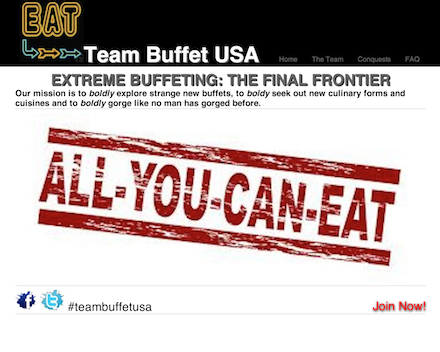 EAT
Team Buffet USA
Home The Team Conquests FAQ
EXTREME BUFFETING: THE FINAL FRONTIER
Our mission is to boldly explore strange new buffets, to boldy seek out new culinary forms and
cuisines and to boldly gorge like no man has gorged before.
ALL-YOU-CAN-EAT
#teambuffetusa
Join Now!